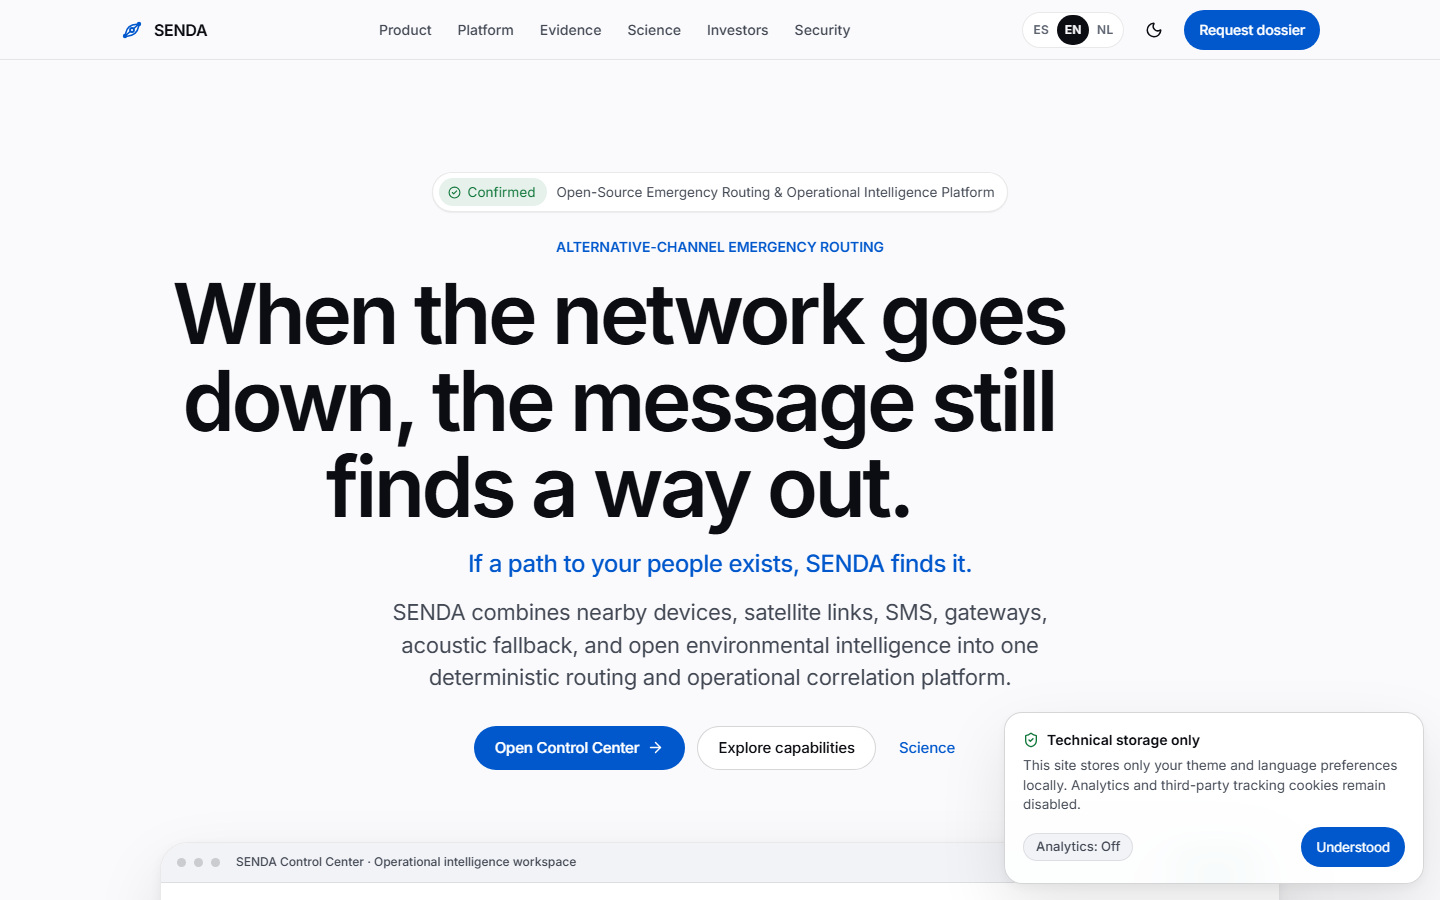 SENDA
Product Platform Evidence Science Investors Security
ES EN NL
Request dossier
Confirmed Open-Source Emergency Routing & Operational Intelligence Platform
ALTERNATIVE-CHANNEL EMERGENCY ROUTING
When the network goes
down, the message still
finds a way out.
If a path to your people exists, SENDA finds it.
SENDA combines nearby devices, satellite links, SMS, gateways,
acoustic fallback, and open environmental intelligence into one
deterministic routing and operational correlation platform.
Open Control Center → Explore capabilities Science
Technical storage only
This site stores only your theme and language preferences
locally. Analytics and third-party tracking cookies remain
disabled.
Analytics: Off Understood
SENDA Control Center · Operational intelligence workspace